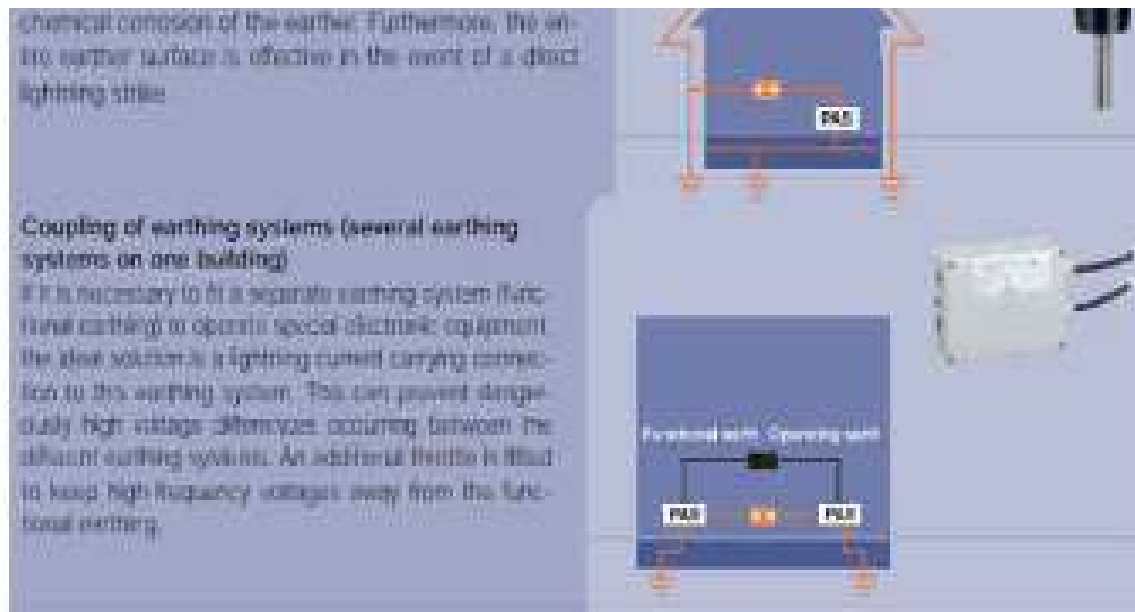 chemical corrosion of the earther. Furthermore, the en-
tire earther surface is effective in the event of a direct
lightning strike.
PAS
Coupling of earthing systems (several earthing
systems on one building)
If it is necessary to fit a separate earthing system (func-
tional earthing) to operate special electronic equipment,
the ideal solution is a lightning current carrying connec-
tion to this earthing system. This can prevent danger-
ously high voltage differences occurring between the
different earthing systems. An additional throttle is fitted
to keep high-frequency voltages away from the func-
tional earthing.
Functional earth Operating earth
PAS PAS